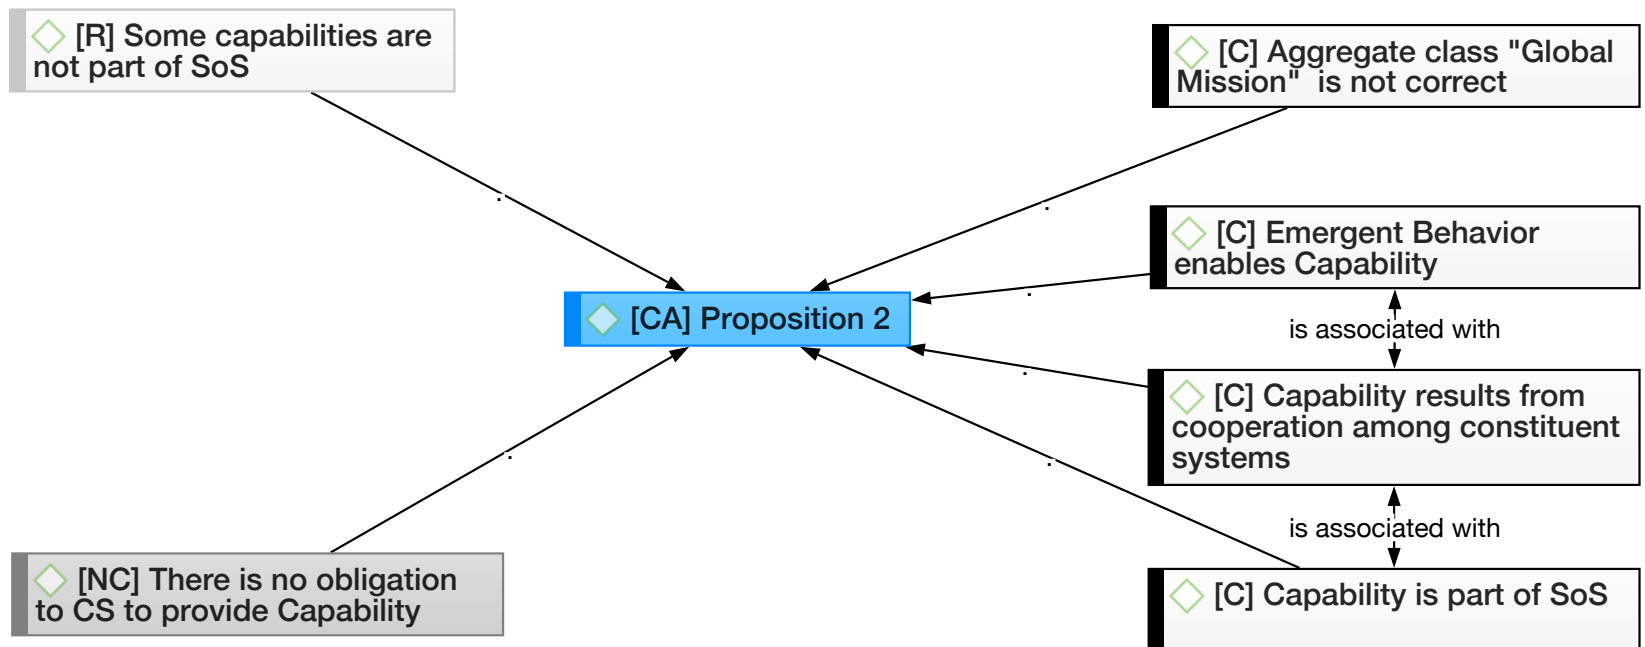 [R] Some capabilities are
not part of SoS
[C] Aggregate class "Global
Mission" is not correct
[C] Emergent Behavior
enables Capability
[CA] Proposition 2
is associated with
[C] Capability results from
cooperation among constituent
systems
is associated with
[NC] There is no obligation
to CS to provide Capability
[C] Capability is part of SoS